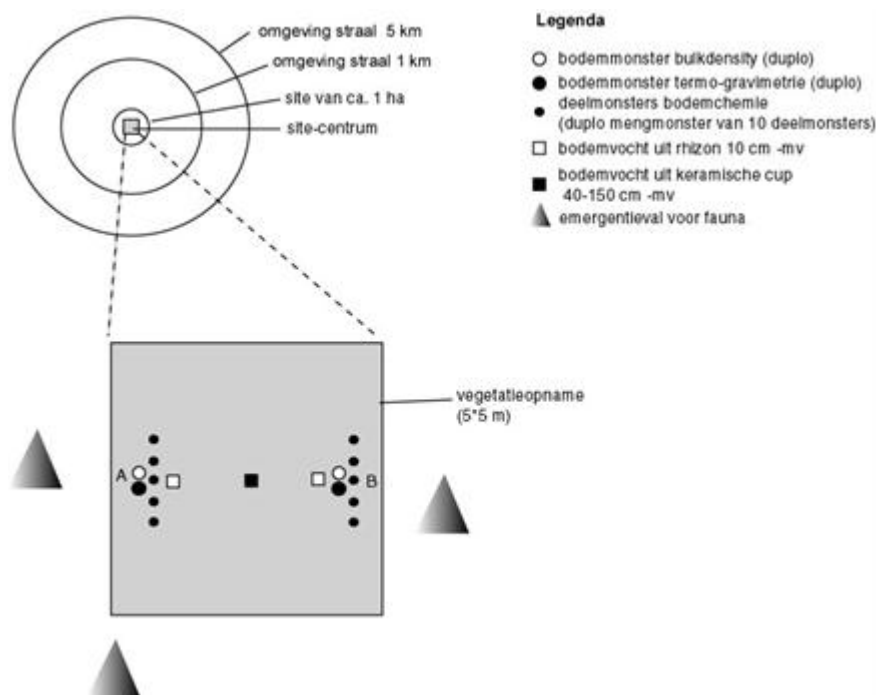 omgeving straal 5 km
omgeving straal 1 km
site van ca. 1 ha
site-centrum
Legenda
bodemmonster bulkdensity (duplo)
bodemmonster termo-gravimetrie (duplo)
deelmonsters bodemchemie
(duplo mengmonster van 10 deelmonsters)
bodemvocht uit rhizon 10 cm -mv
bodemvocht uit keramische cup
40-150 cm -mv
emergentieval voor fauna
vegetatieopname
(5*5 m)
A
B